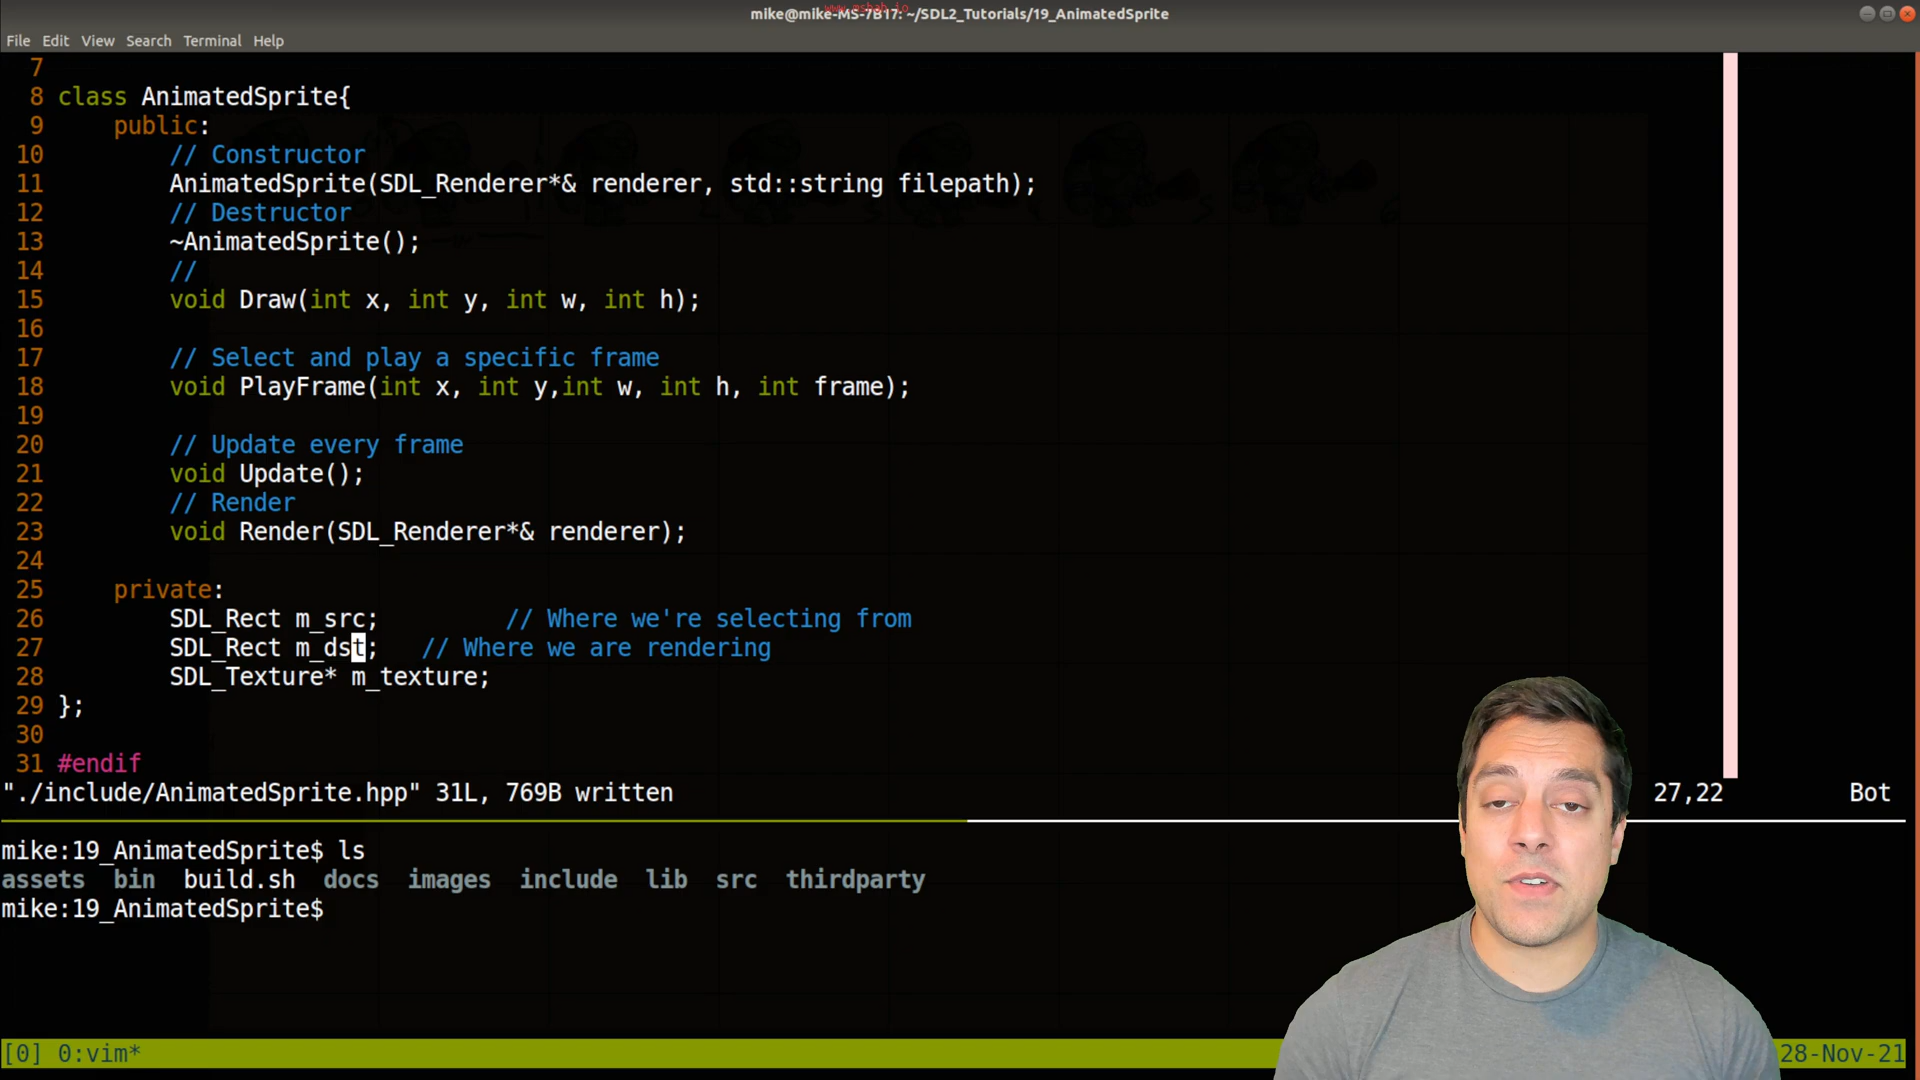 www.mshah.io
mike@mike-MS-7B17: ~/SDL2_Tutorials/19_AnimatedSprite
File Edit View Search Terminal Help
7
8 class AnimatedSprite{
9 public:
10 // Constructor
11 AnimatedSprite(SDL_Renderer*& renderer, std::string filepath);
12 // Destructor
13 ~AnimatedSprite();
14 //
15 void Draw(int x, int y, int w, int h);
16
17 // Select and play a specific frame
18 void PlayFrame(int x, int y,int w, int h, int frame);
19
20 // Update every frame
21 void Update();
22 // Render
23 void Render(SDL_Renderer*& renderer);
24
25 private:
26 SDL_Rect m_src; // Where we're selecting from
27 SDL_Rect m_dst; // Where we are rendering
28 SDL_Texture* m_texture;
29 };
30
31 #endif
"./include/AnimatedSprite.hpp" 31L, 769B written 27,22 Bot
mike:19_AnimatedSprite$ ls
assets bin build.sh docs images include lib src thirdparty
mike:19_AnimatedSprite$
[0] 0:vim* 28-Nov-21